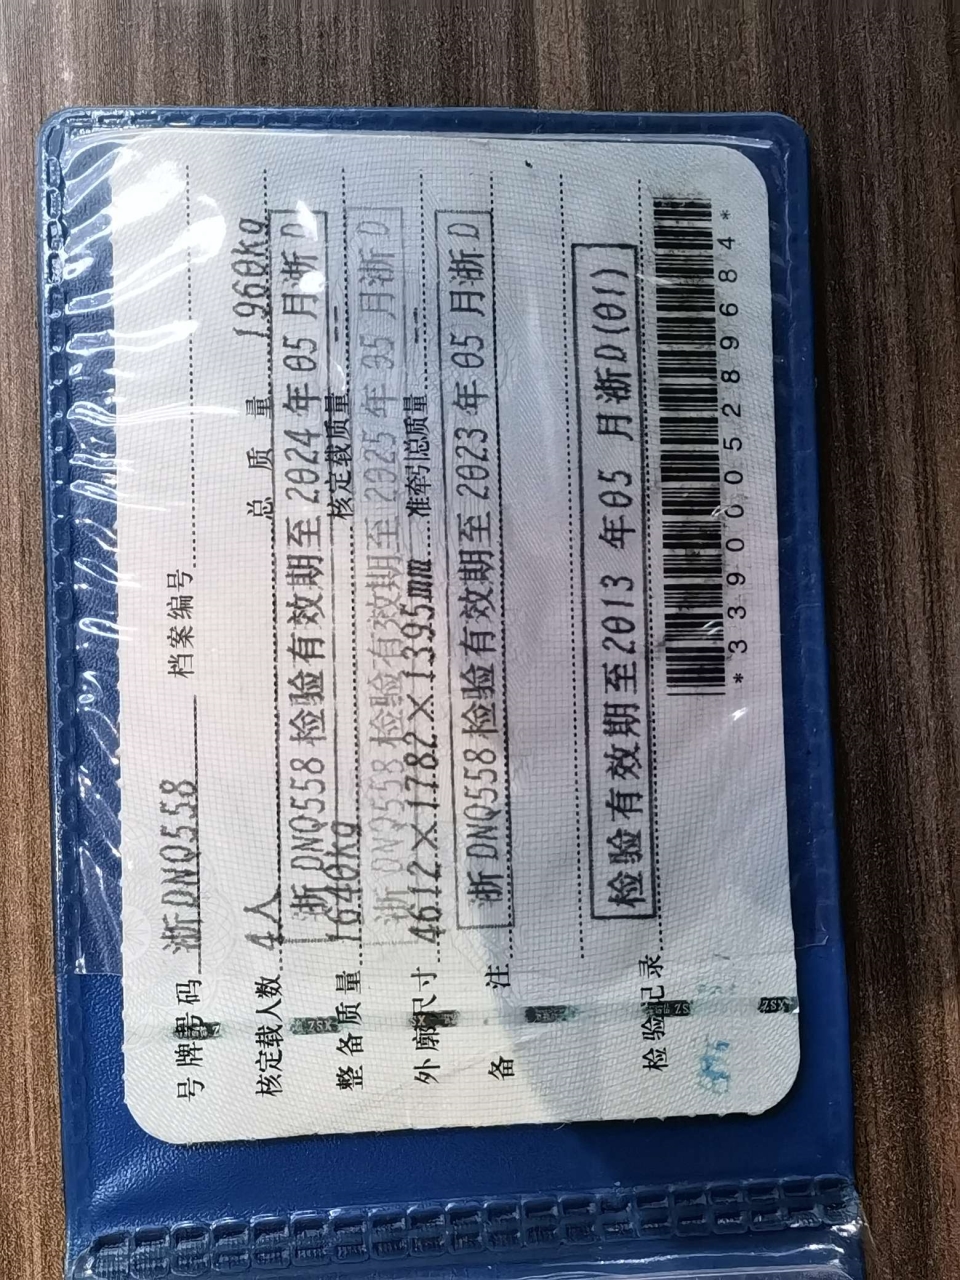 号牌号码 浙DNQ558 档案编号
核定载人数 4人 总质量 1960kg
浙DNQ558 检验有效期至 2024年05月浙D
整备质量 1640kg 核定载质量 --
浙DNQ558 检验有效期至 2025年05月浙D
外廓尺寸 4612×1782×1395mm 准牵引总质量 --
浙DNQ558 检验有效期至 2023年05月浙D
备注
检验记录 检验有效期至2013年05月浙D(01)
*339005289684*